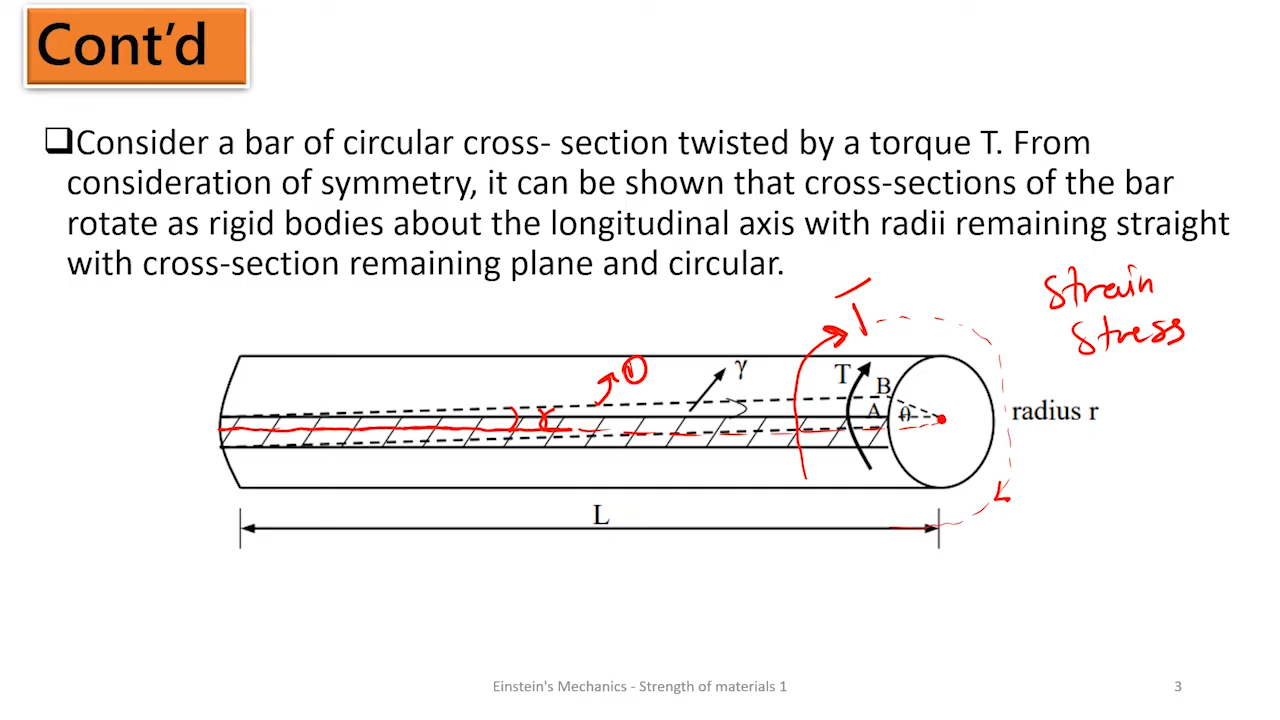 Cont'd
Consider a bar of circular cross- section twisted by a torque T. From
consideration of symmetry, it can be shown that cross-sections of the bar
rotate as rigid bodies about the longitudinal axis with radii remaining straight
with cross-section remaining plane and circular.
Strain
Stress
T
1
γ
T
B
γ
A
θ
radius r
L
Einstein's Mechanics - Strength of materials 1
3